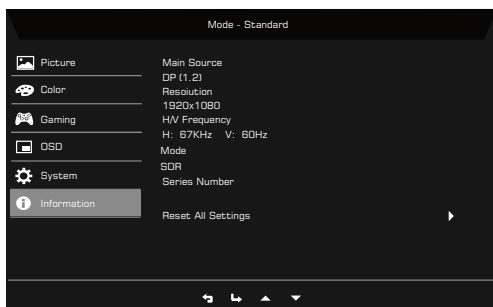 Mode - Standard
Picture
Color
Gaming
OSD
System
Information
Main Source
DP (1.2)
Resoiution
1920x1080
H/V Frequency
H: 67KHz V: 60Hz
Mode
SDR
Series Number
Reset All Settings